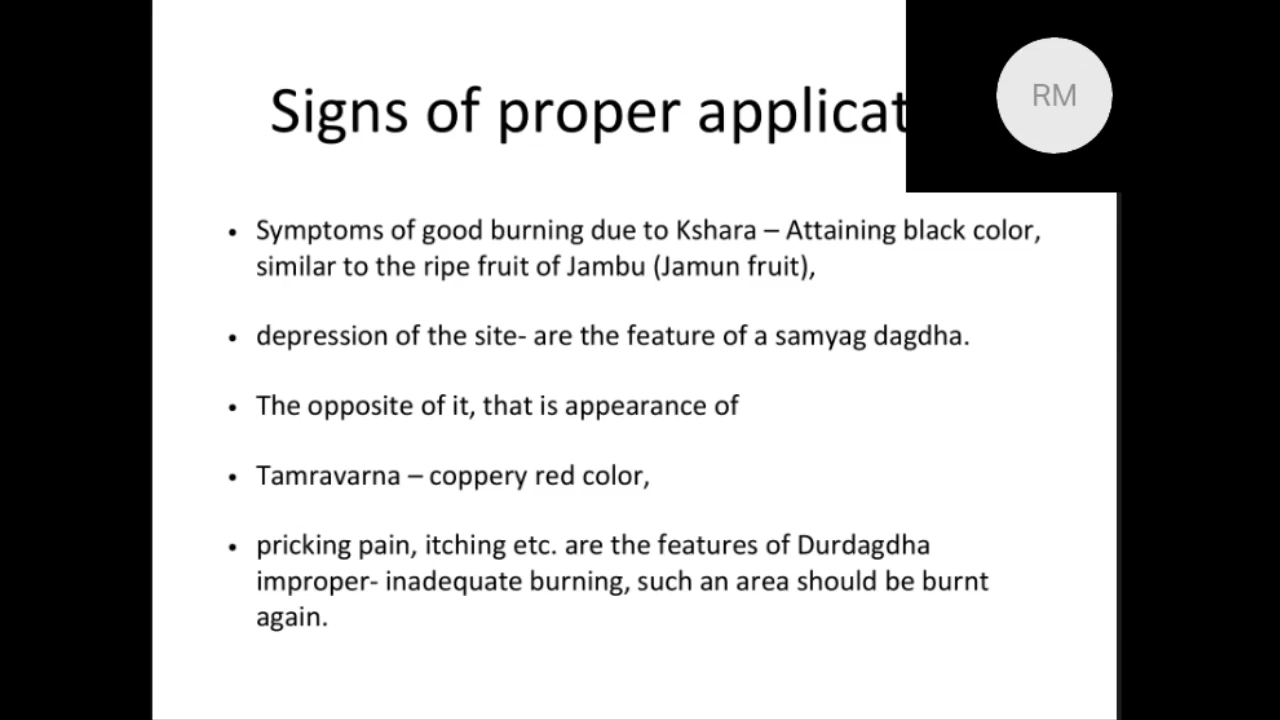 Signs of proper applicat
RM
• Symptoms of good burning due to Kshara – Attaining black color,
similar to the ripe fruit of Jambu (Jamun fruit),
• depression of the site- are the feature of a samyag dagdha.
• The opposite of it, that is appearance of
• Tamravarna – coppery red color,
• pricking pain, itching etc. are the features of Durdagdha
improper- inadequate burning, such an area should be burnt
again.